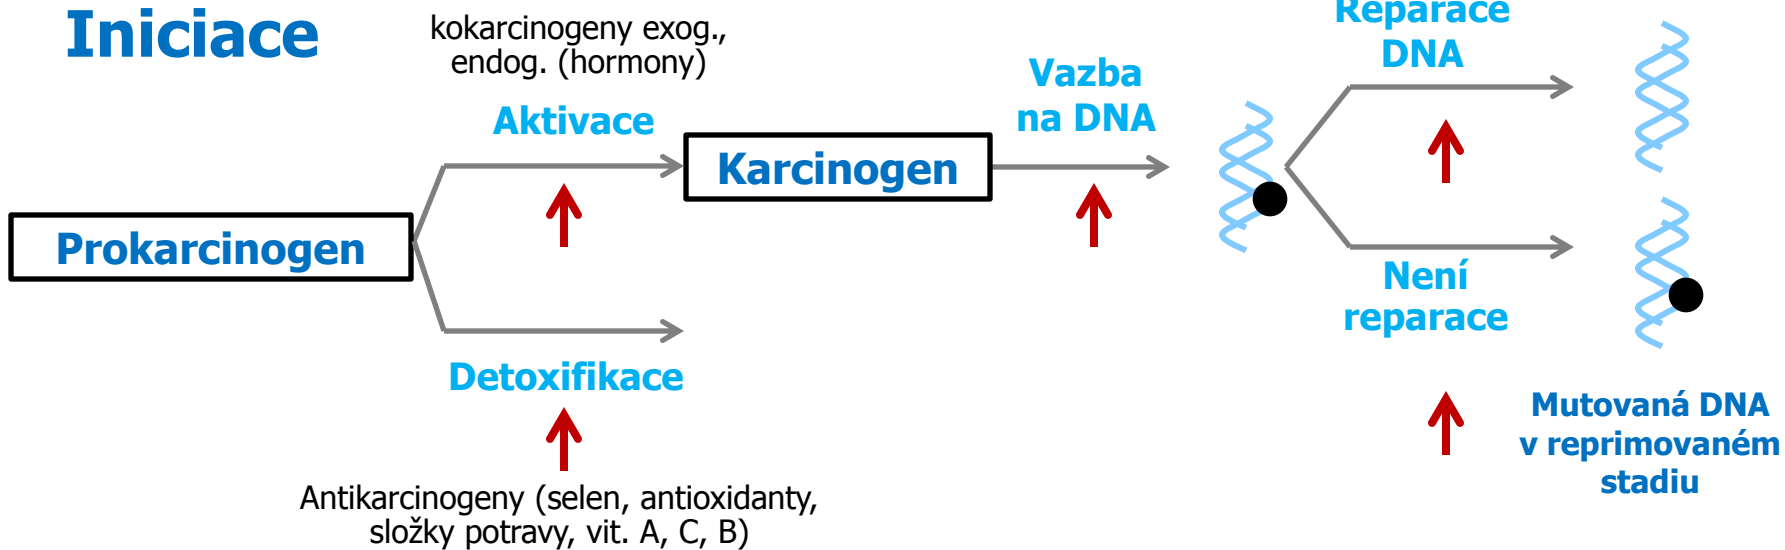 Iniciace
kokarcinogeny exog.,
endog. (hormony)
Aktivace
Prokarcinogen
Detoxifikace
Antikarcinogeny (selen, antioxidanty,
složky potravy, vit. A, C, B)
Karcinogen
Vazba
na DNA
Reparace
DNA
Není
reparace
Mutovaná DNA
v reprimovaném
stadiu